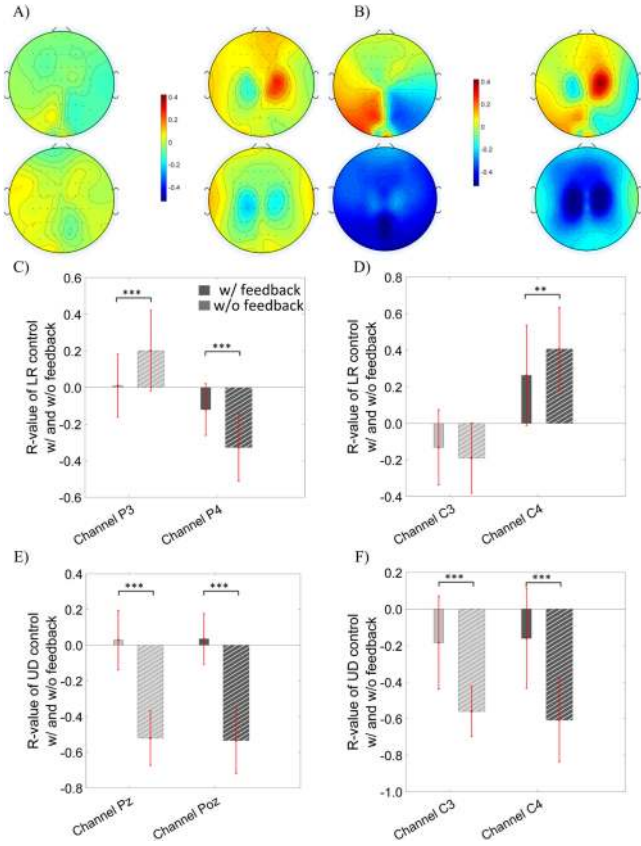 A)
B)
0.4
0.2
0
-0.2
-0.4
0.4
0.2
0
-0.2
-0.4
C)
R-value of LR control
w/ and w/o feedback
0.6
0.4
0.2
0.0
-0.2
-0.4
-0.6
***
***
w/ feedback
w/o feedback
Channel P3
Channel P4
D)
R-value of LR control
w/ and w/o feedback
0.8
0.6
0.4
0.2
0.0
-0.2
-0.4
**
Channel C3
Channel C4
E)
R-value of UD control
w/ and w/o feedback
0.4
0.2
0.0
-0.2
-0.4
-0.6
-0.8
***
***
Channel Pz
Channel Poz
F)
R-value of UD control
w/ and w/o feedback
0.2
0.0
-0.2
-0.4
-0.6
-0.8
-1.0
***
***
Channel C3
Channel C4